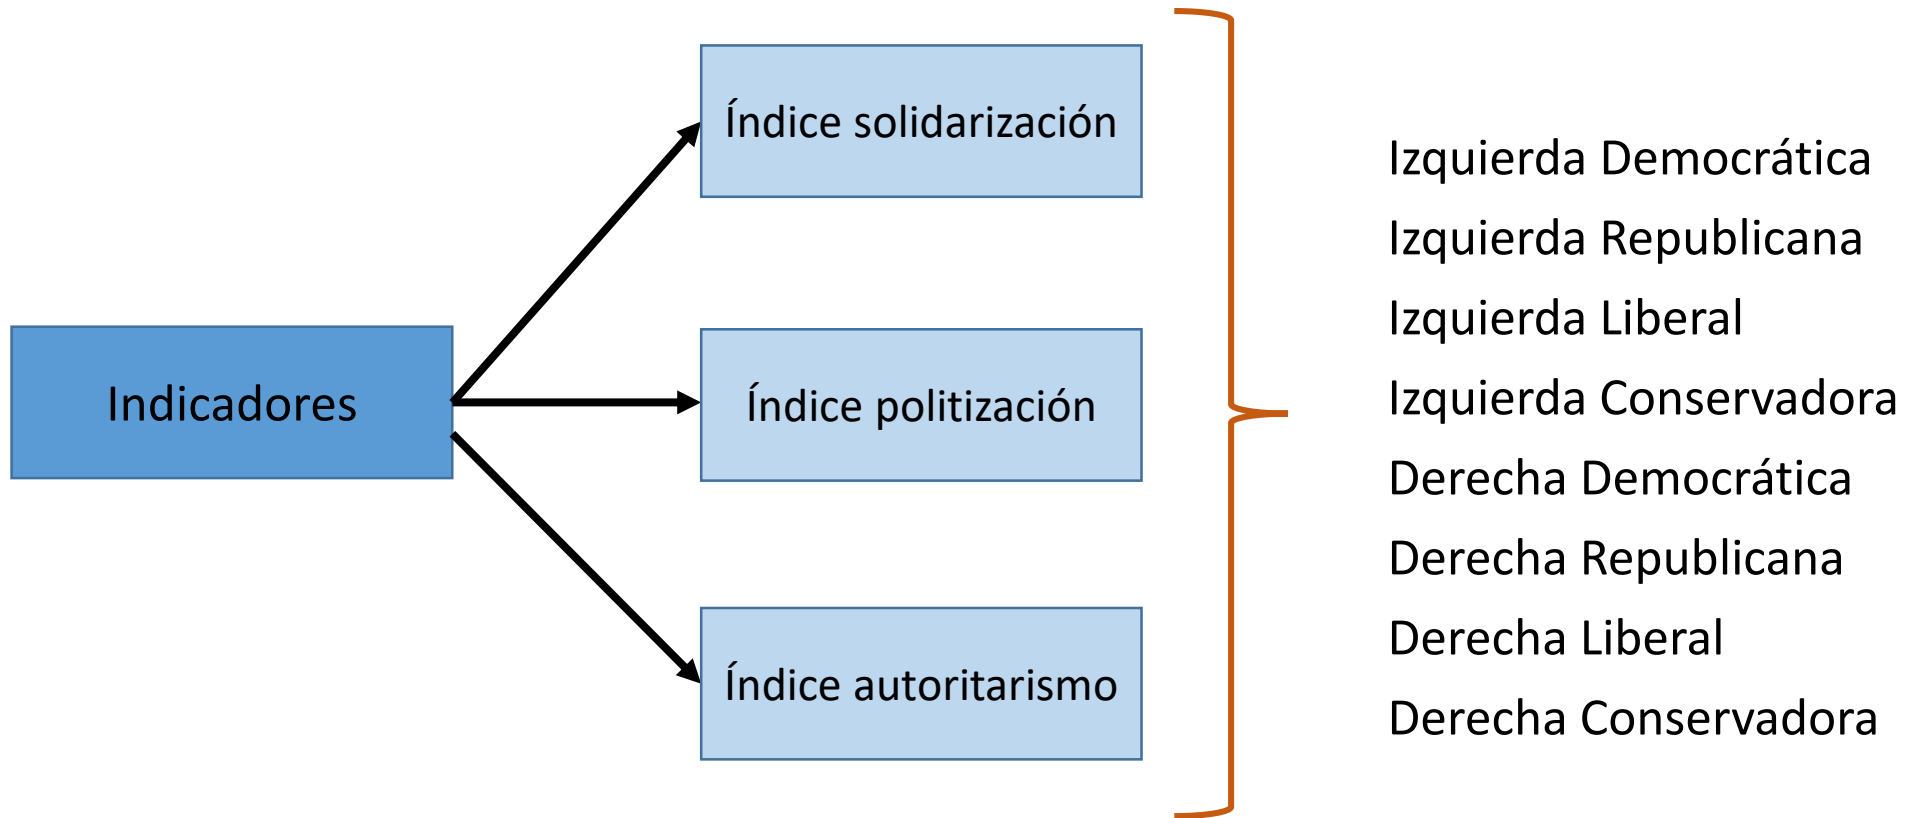 Indicadores
Índice solidarización
Índice politización
Índice autoritarismo
Izquierda Democrática
Izquierda Republicana
Izquierda Liberal
Izquierda Conservadora
Derecha Democrática
Derecha Republicana
Derecha Liberal
Derecha Conservadora